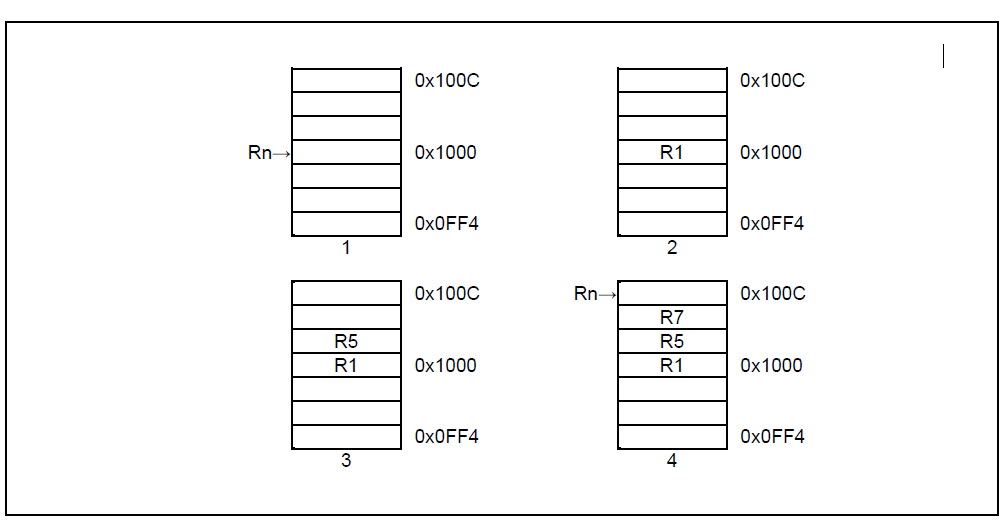 0x100C 0x100C
Rn→ 0x1000 R1 0x1000
0x0FF4 0x0FF4
1 2
0x100C Rn→ 0x100C
R7
R5 R5
R1 0x1000 R1 0x1000
0x0FF4 0x0FF4
3 4